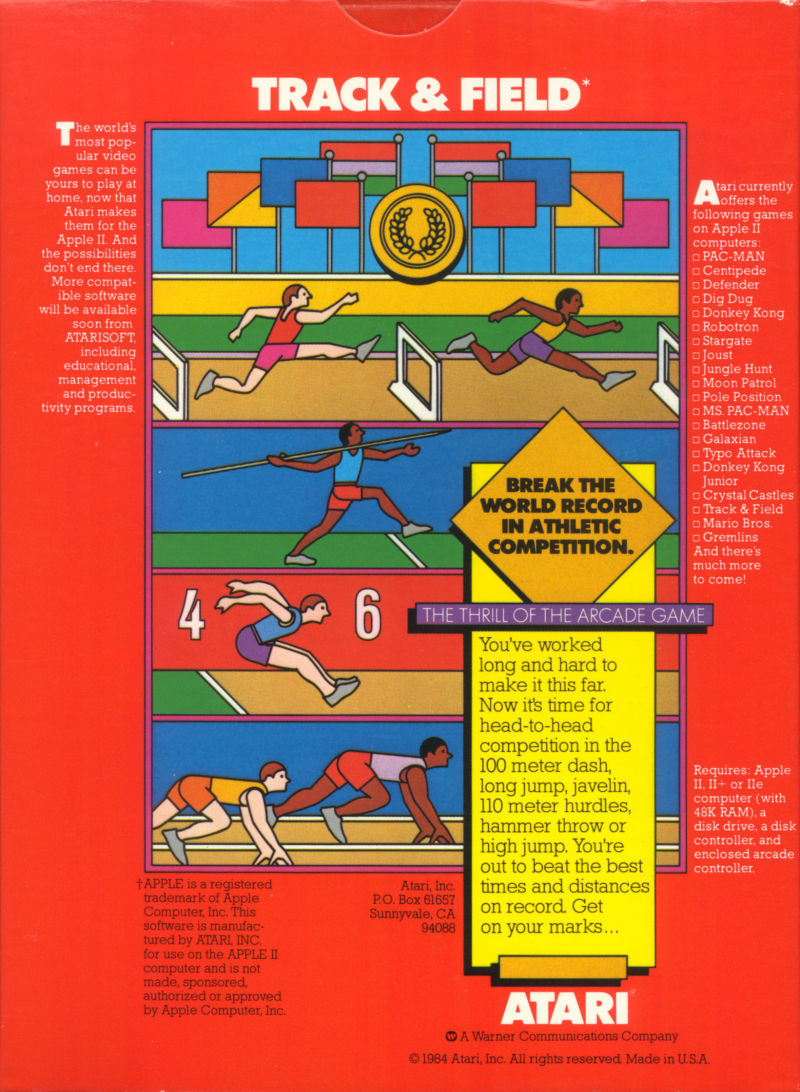 TRACK & FIELD*
The world's
most pop-
ular video
games can be
yours to play at
home, now that
Atari makes
them for the
Apple II. And
the possibilities
don't end there.
More compat-
ible software
will be available
soon from
ATARISOFT,
including
educational,
management
and produc-
tivity programs.
Atari currently
offers the
following games
on Apple II
computers:
□ PAC-MAN
□ Centipede
□ Defender
□ Dig Dug
□ Donkey Kong
□ Robotron
□ Stargate
□ Joust
□ Jungle Hunt
□ Moon Patrol
□ Pole Position
□ MS. PAC-MAN
□ Battlezone
□ Galaxian
□ Typo Attack
□ Donkey Kong
Junior
□ Crystal Castles
□ Track & Field
□ Mario Bros.
□ Gremlins
And there's
much more
to come!
BREAK THE
WORLD RECORD
IN ATHLETIC
COMPETITION.
4 6
THE THRILL OF THE ARCADE GAME
You've worked
long and hard to
make it this far.
Now it's time for
head-to-head
competition in the
100 meter dash,
long jump, javelin,
110 meter hurdles,
hammer throw or
high jump. You're
out to beat the best
times and distances
on record. Get
on your marks...
Requires: Apple
II, II+ or IIe
computer (with
48K RAM), a
disk drive, a disk
controller, and
enclosed arcade
controller.
†APPLE is a registered
trademark of Apple
Computer, Inc. This
software is manufac-
tured by ATARI, INC.
for use on the APPLE II
computer and is not
made, sponsored,
authorized or approved
by Apple Computer, Inc.
Atari, Inc.
P.O. Box 61657
Sunnyvale, CA
94088
ATARI®
A Warner Communications Company
© 1984 Atari, Inc. All rights reserved. Made in U.S.A.